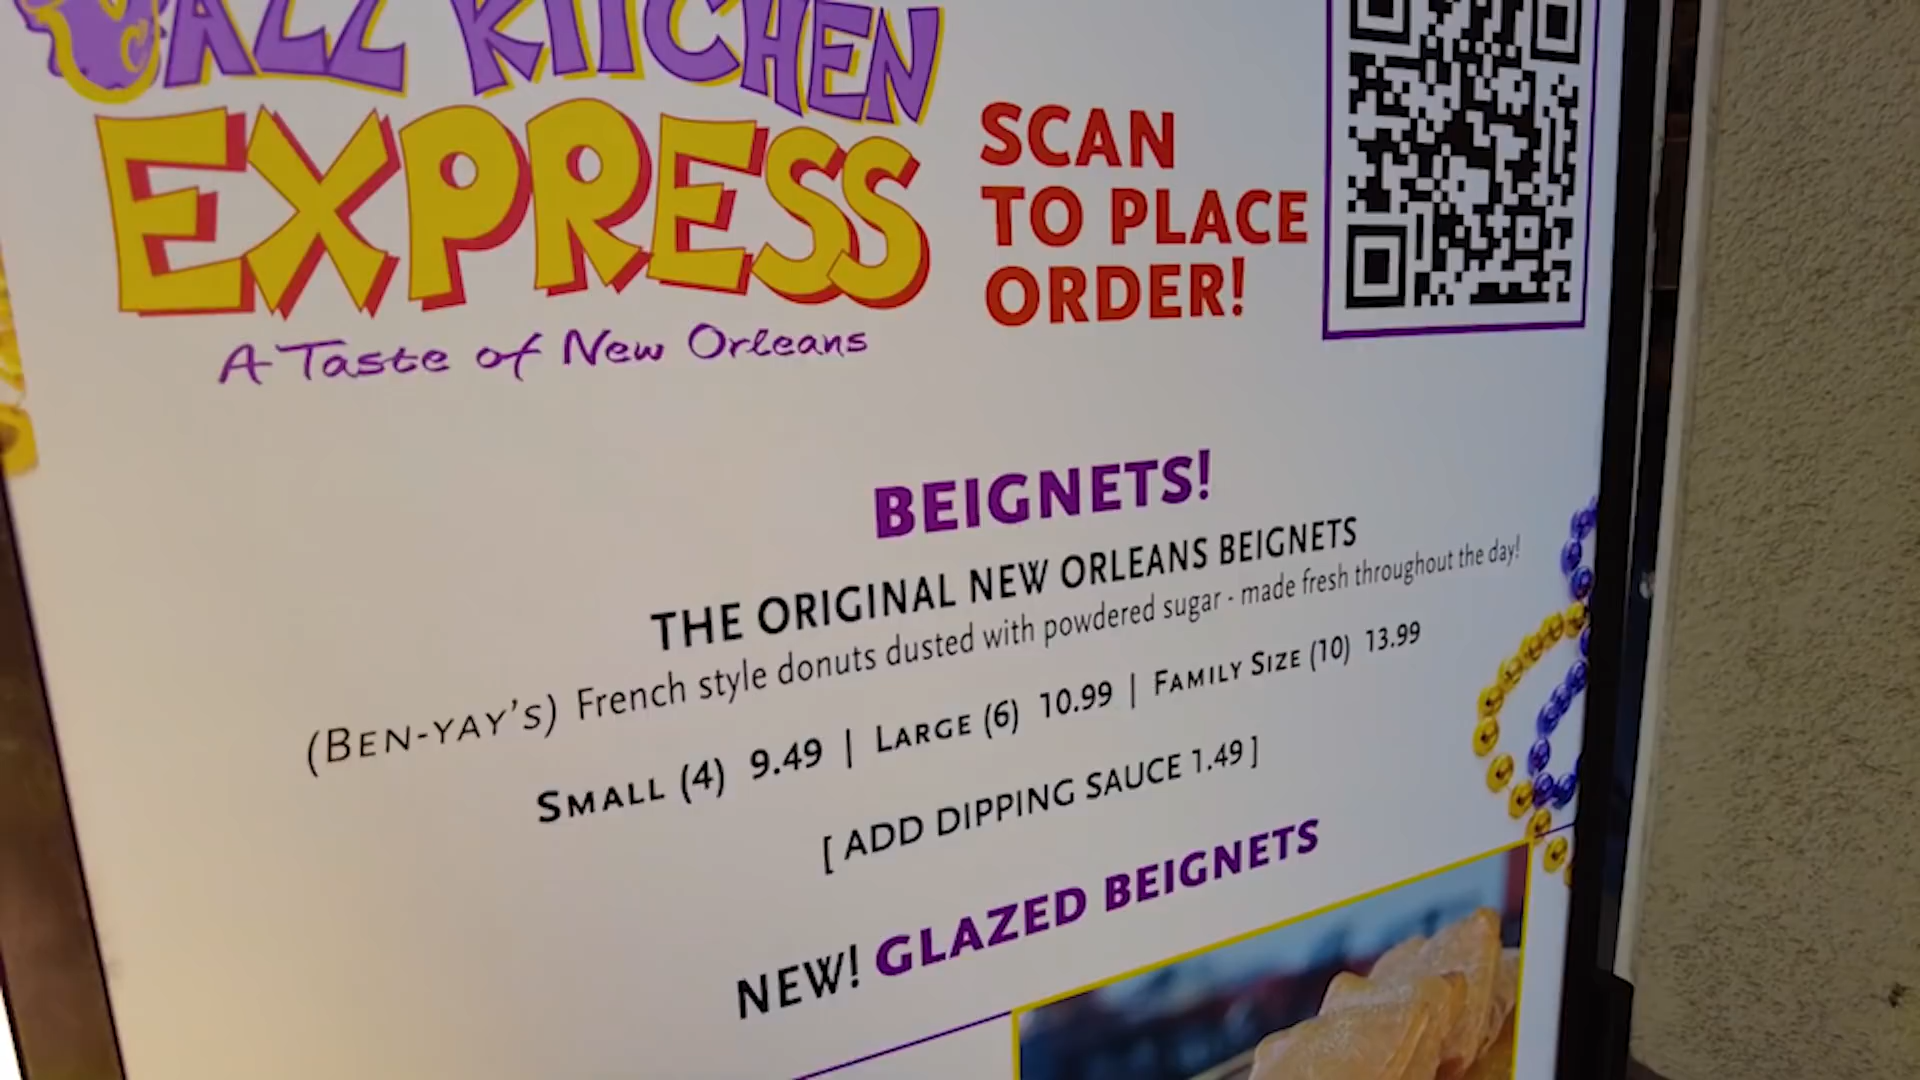 KITCHEN
EXPRESS
A Taste of New Orleans
SCAN
TO PLACE
ORDER!
BEIGNETS!
THE ORIGINAL NEW ORLEANS BEIGNETS
(BEN-YAY'S) French style donuts dusted with powdered sugar - made fresh throughout the day!
SMALL (4) 9.49 | LARGE (6) 10.99 | FAMILY SIZE (10) 13.99
[ ADD DIPPING SAUCE 1.49 ]
NEW! GLAZED BEIGNETS